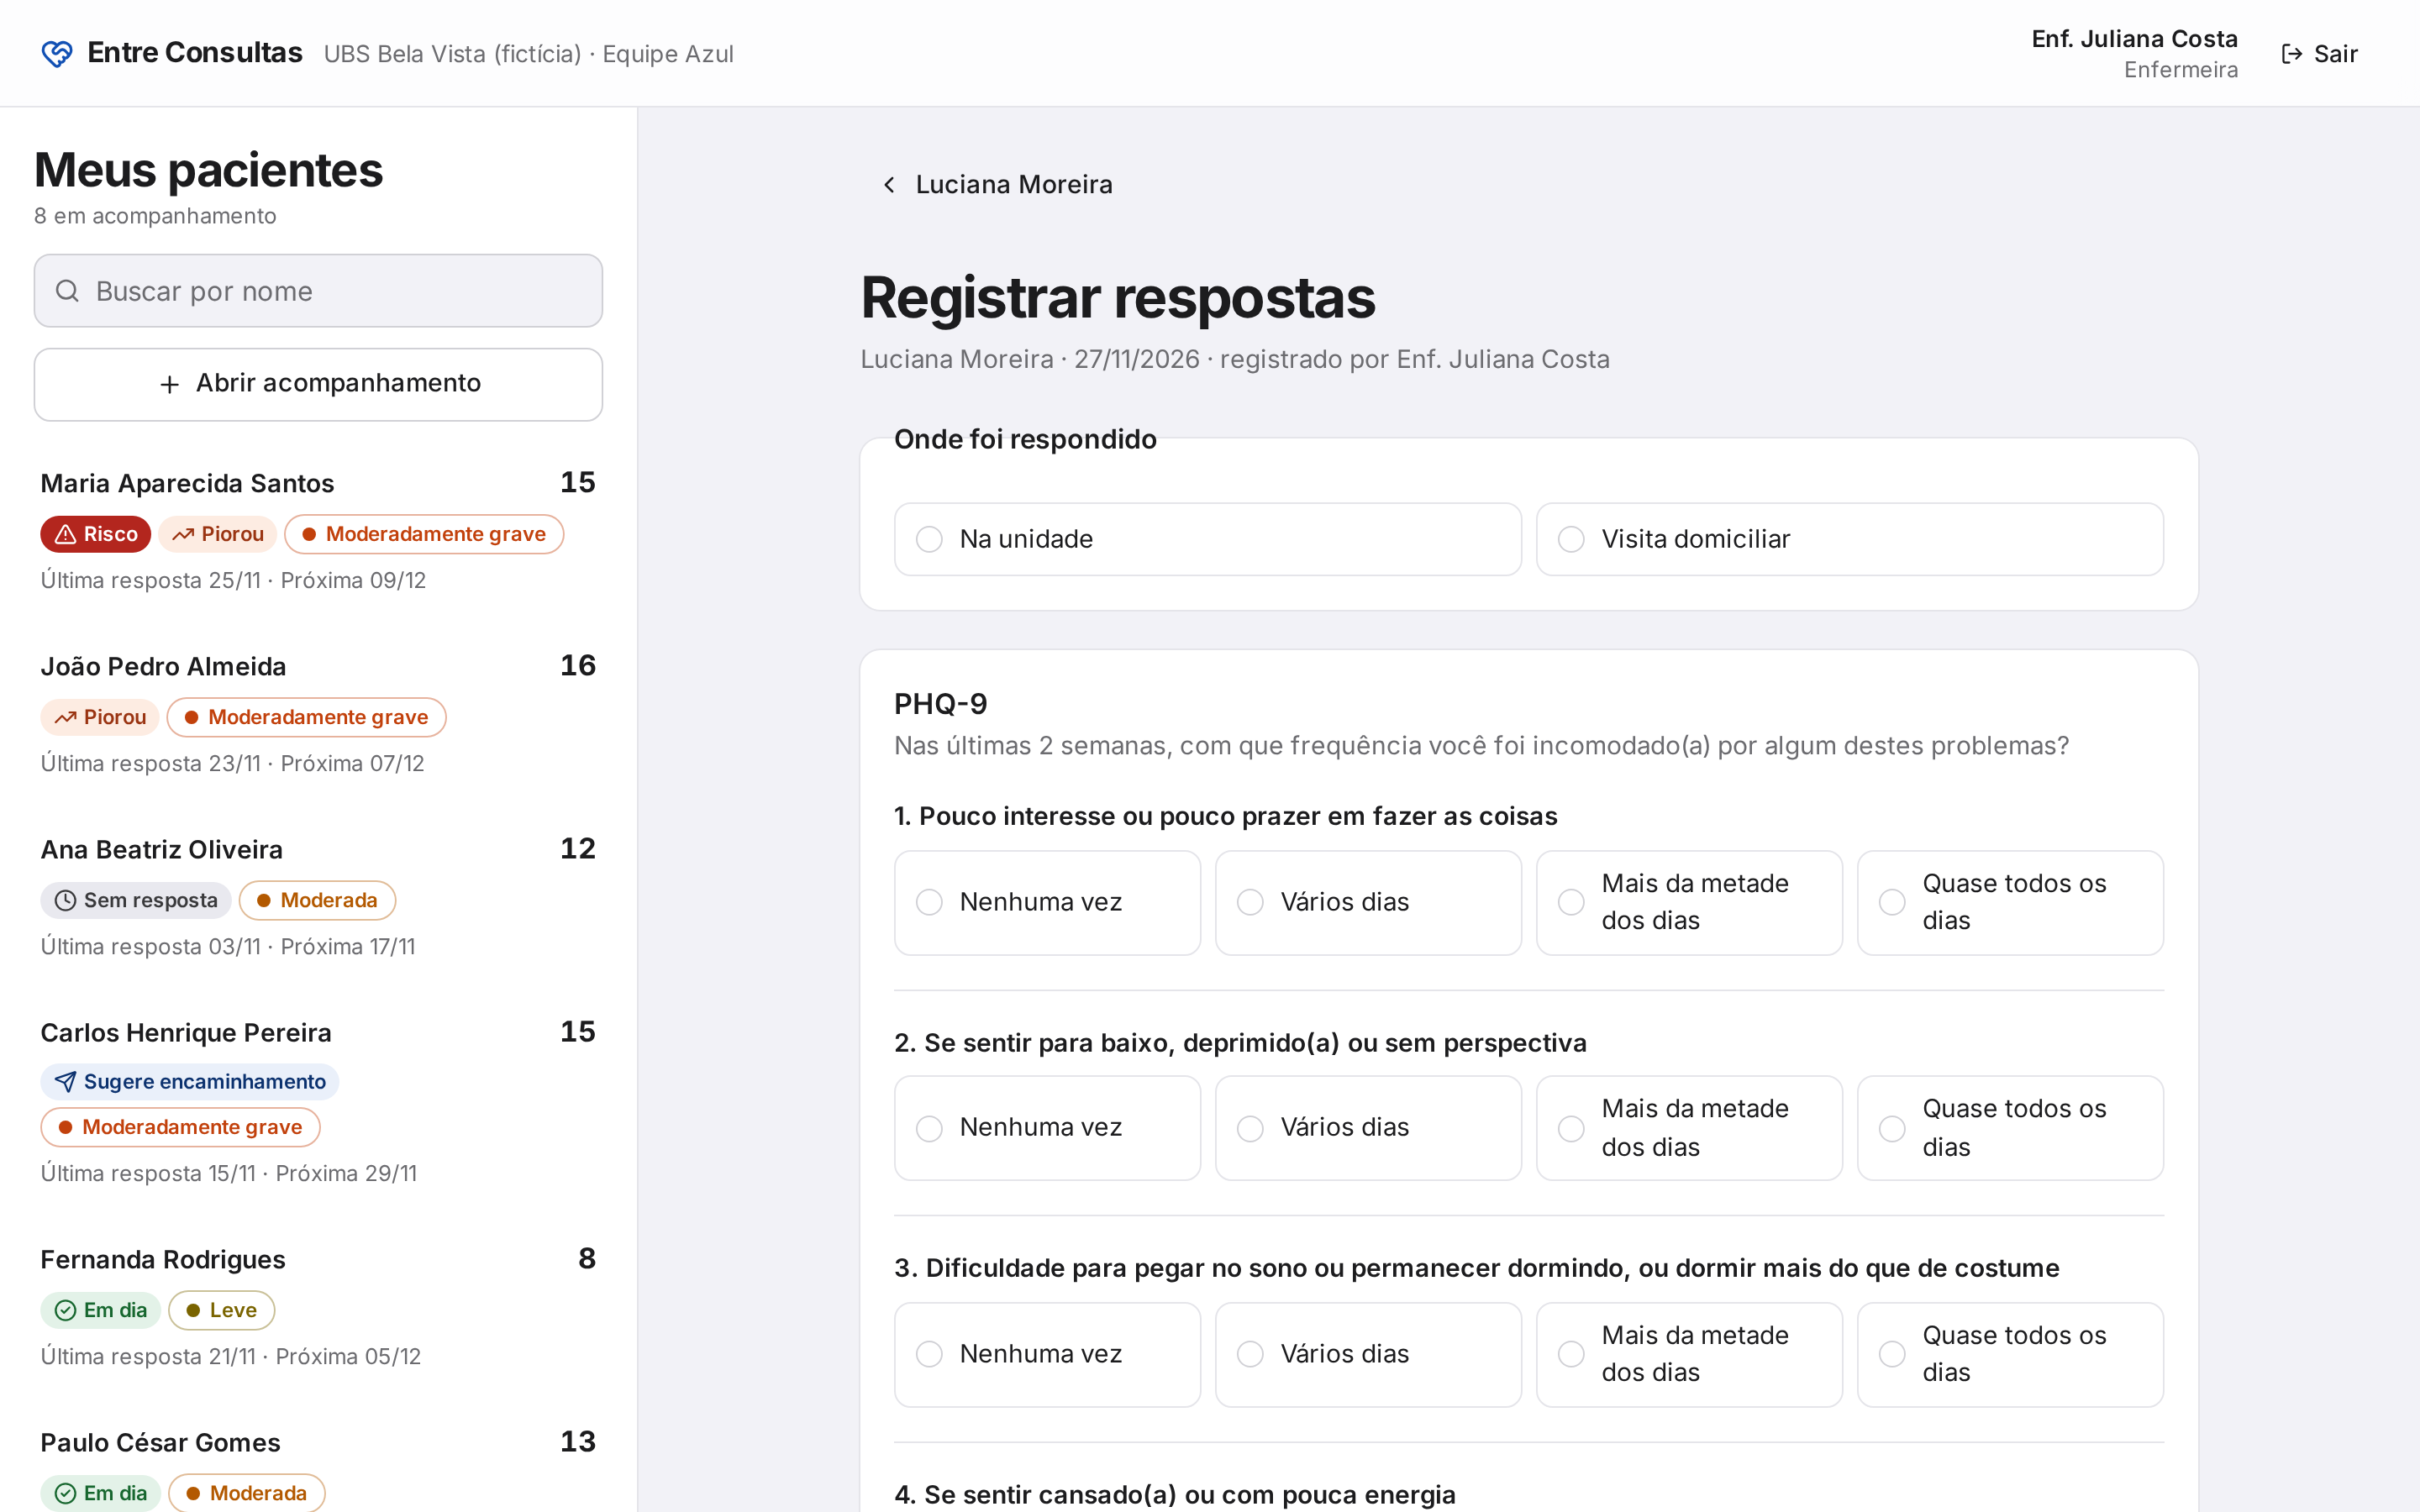 Entre Consultas UBS Bela Vista (fictícia) · Equipe Azul
Enf. Juliana Costa
Enfermeira
Sair
Meus pacientes
8 em acompanhamento
Buscar por nome
Abrir acompanhamento
Maria Aparecida Santos 15
Risco Piorou Moderadamente grave
Última resposta 25/11 · Próxima 09/12
João Pedro Almeida 16
Piorou Moderadamente grave
Última resposta 23/11 · Próxima 07/12
Ana Beatriz Oliveira 12
Sem resposta Moderada
Última resposta 03/11 · Próxima 17/11
Carlos Henrique Pereira 15
Sugere encaminhamento
Moderadamente grave
Última resposta 15/11 · Próxima 29/11
Fernanda Rodrigues 8
Em dia Leve
Última resposta 21/11 · Próxima 05/12
Paulo César Gomes 13
Em dia Moderada
Luciana Moreira
Registrar respostas
Luciana Moreira · 27/11/2026 · registrado por Enf. Juliana Costa
Onde foi respondido
Na unidade Visita domiciliar
PHQ-9
Nas últimas 2 semanas, com que frequência você foi incomodado(a) por algum destes problemas?
1. Pouco interesse ou pouco prazer em fazer as coisas
Nenhuma vez
Vários dias
Mais da metade
dos dias
Quase todos os
dias
2. Se sentir para baixo, deprimido(a) ou sem perspectiva
Nenhuma vez
Vários dias
Mais da metade
dos dias
Quase todos os
dias
3. Dificuldade para pegar no sono ou permanecer dormindo, ou dormir mais do que de costume
Nenhuma vez
Vários dias
Mais da metade
dos dias
Quase todos os
dias
4. Se sentir cansado(a) ou com pouca energia